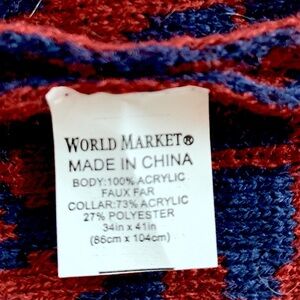 WORLD MARKET®
MADE IN CHINA
BODY:100% ACRYLIC
FAUX FAR
COLLAR:73% ACRYLIC
27% POLYESTER
34in x 41in
(86cm x 104cm)